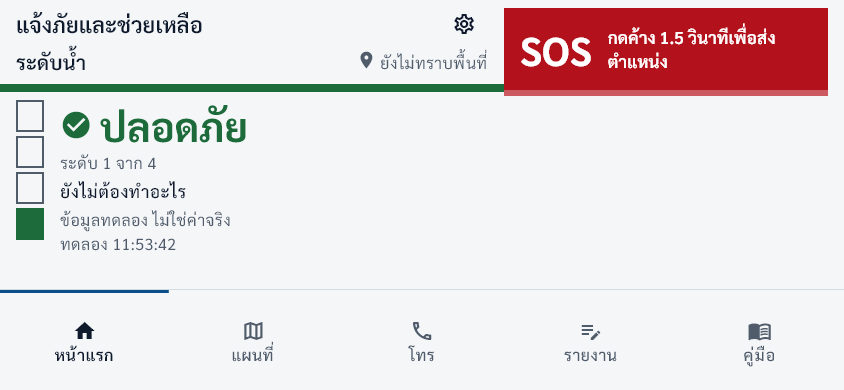 แจ้งภัยและช่วยเหลือ
ระดับน้ำ
ยังไม่ทราบพื้นที่
SOS
กดค้าง 1.5 วินาทีเพื่อส่ง
ตำแหน่ง
ปลอดภัย
ระดับ 1 จาก 4
ยังไม่ต้องทำอะไร
ข้อมูลทดลอง ไม่ใช่ค่าจริง
ทดลอง 11:53:42
หน้าแรก
แผนที่
โทร
รายงาน
คู่มือ